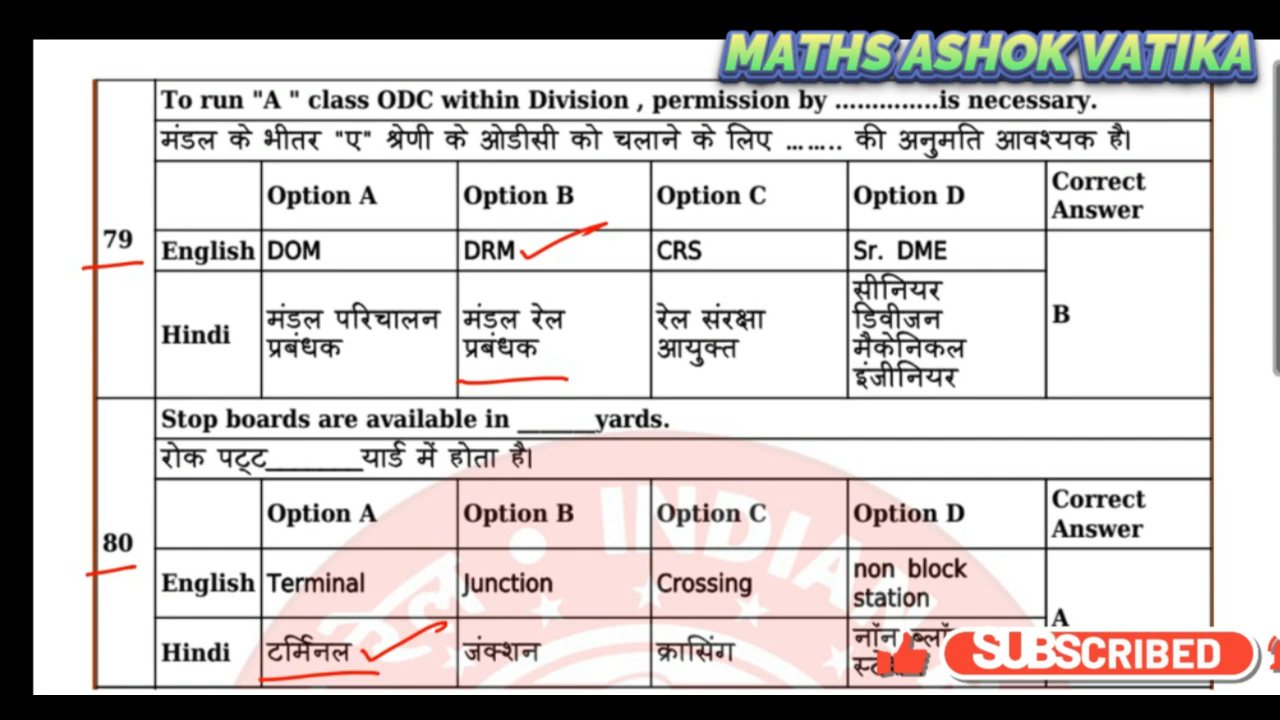 MATHS ASHOK VATIKA
To run "A " class ODC within Division , permission by ..............is necessary.
मंडल के भीतर "ए" श्रेणी के ओडीसी को चलाने के लिए ........ की अनुमति आवश्यक है।
Option A Option B Option C Option D Correct Answer
79
English DOM DRM CRS Sr. DME
Hindi मंडल परिचालन प्रबंधक मंडल रेल प्रबंधक रेल संरक्षा आयुक्त सीनियर डिवीजन मैकेनिकल इंजीनियर
B
Stop boards are available in _______yards.
रोक पट्ट_______यार्ड में होता है।
Option A Option B Option C Option D Correct Answer
80
English Terminal Junction Crossing non block station
A
Hindi टर्मिनल जंक्शन क्रासिंग नॉन
SUBSCRIBED
INDIAN